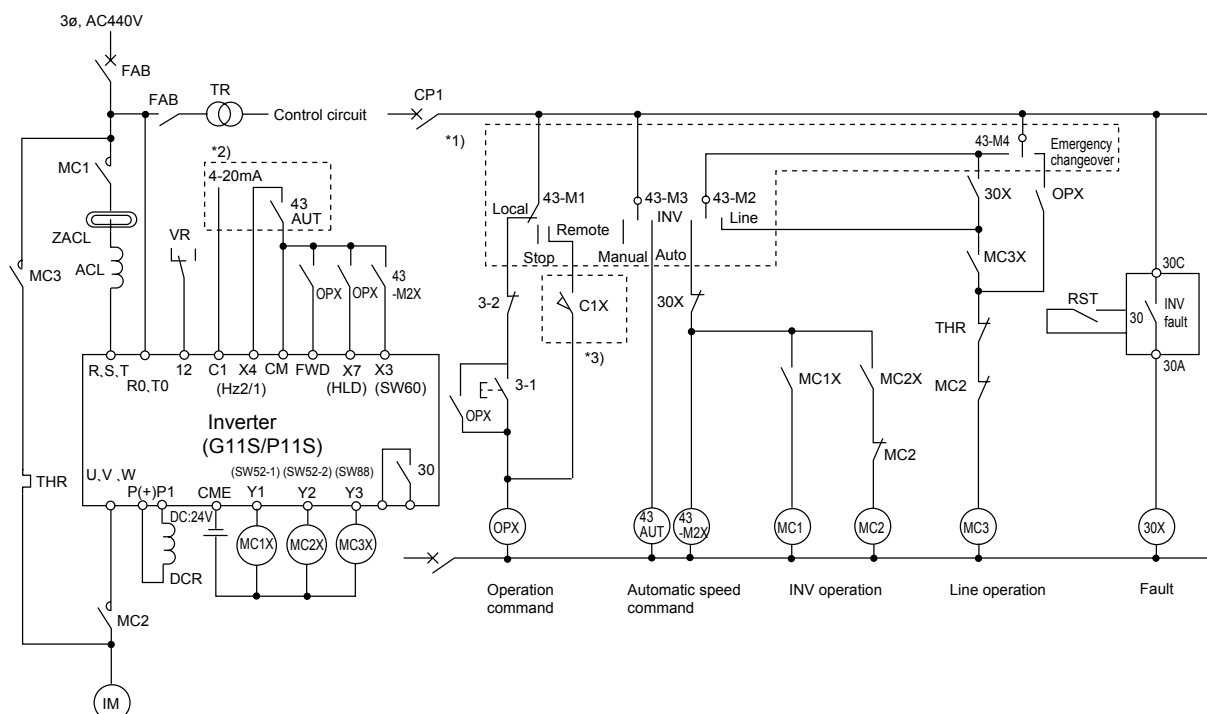 3ø, AC440V
FAB
FAB
TR
Control circuit
CP1
*1)
*2)
4-20mA
43
AUT
MC1
ZACL
ACL
MC3
VR
OPX
OPX
43
-M2X
R、S、T
R0、T0
12
C1
X4
CM
FWD
X7
X3
(Hz2/1)
(HLD)
(SW60)
Inverter
(G11S/P11S)
U、V 、W
(SW52-1)
(SW52-2)
(SW88)
30
THR
P(+)
P1
CME
Y1
Y2
Y3
DC:24V
MC1X
MC2X
MC3X
DCR
MC2
IM
43-M1
Local
Remote
Stop
43-M3
INV
43-M2
Line
Manual
Auto
43-M4
Emergency
changeover
30X
OPX
MC3X
3-2
C1X
*3)
30X
3-1
OPX
MC1X
MC2X
MC2
THR
MC2
30C
RST
30
INV
fault
30A
OPX
43
AUT
43
-M2X
MC1
MC2
MC3
30X
Operation
command
Automatic speed
command
INV operation
Line operation
Fault